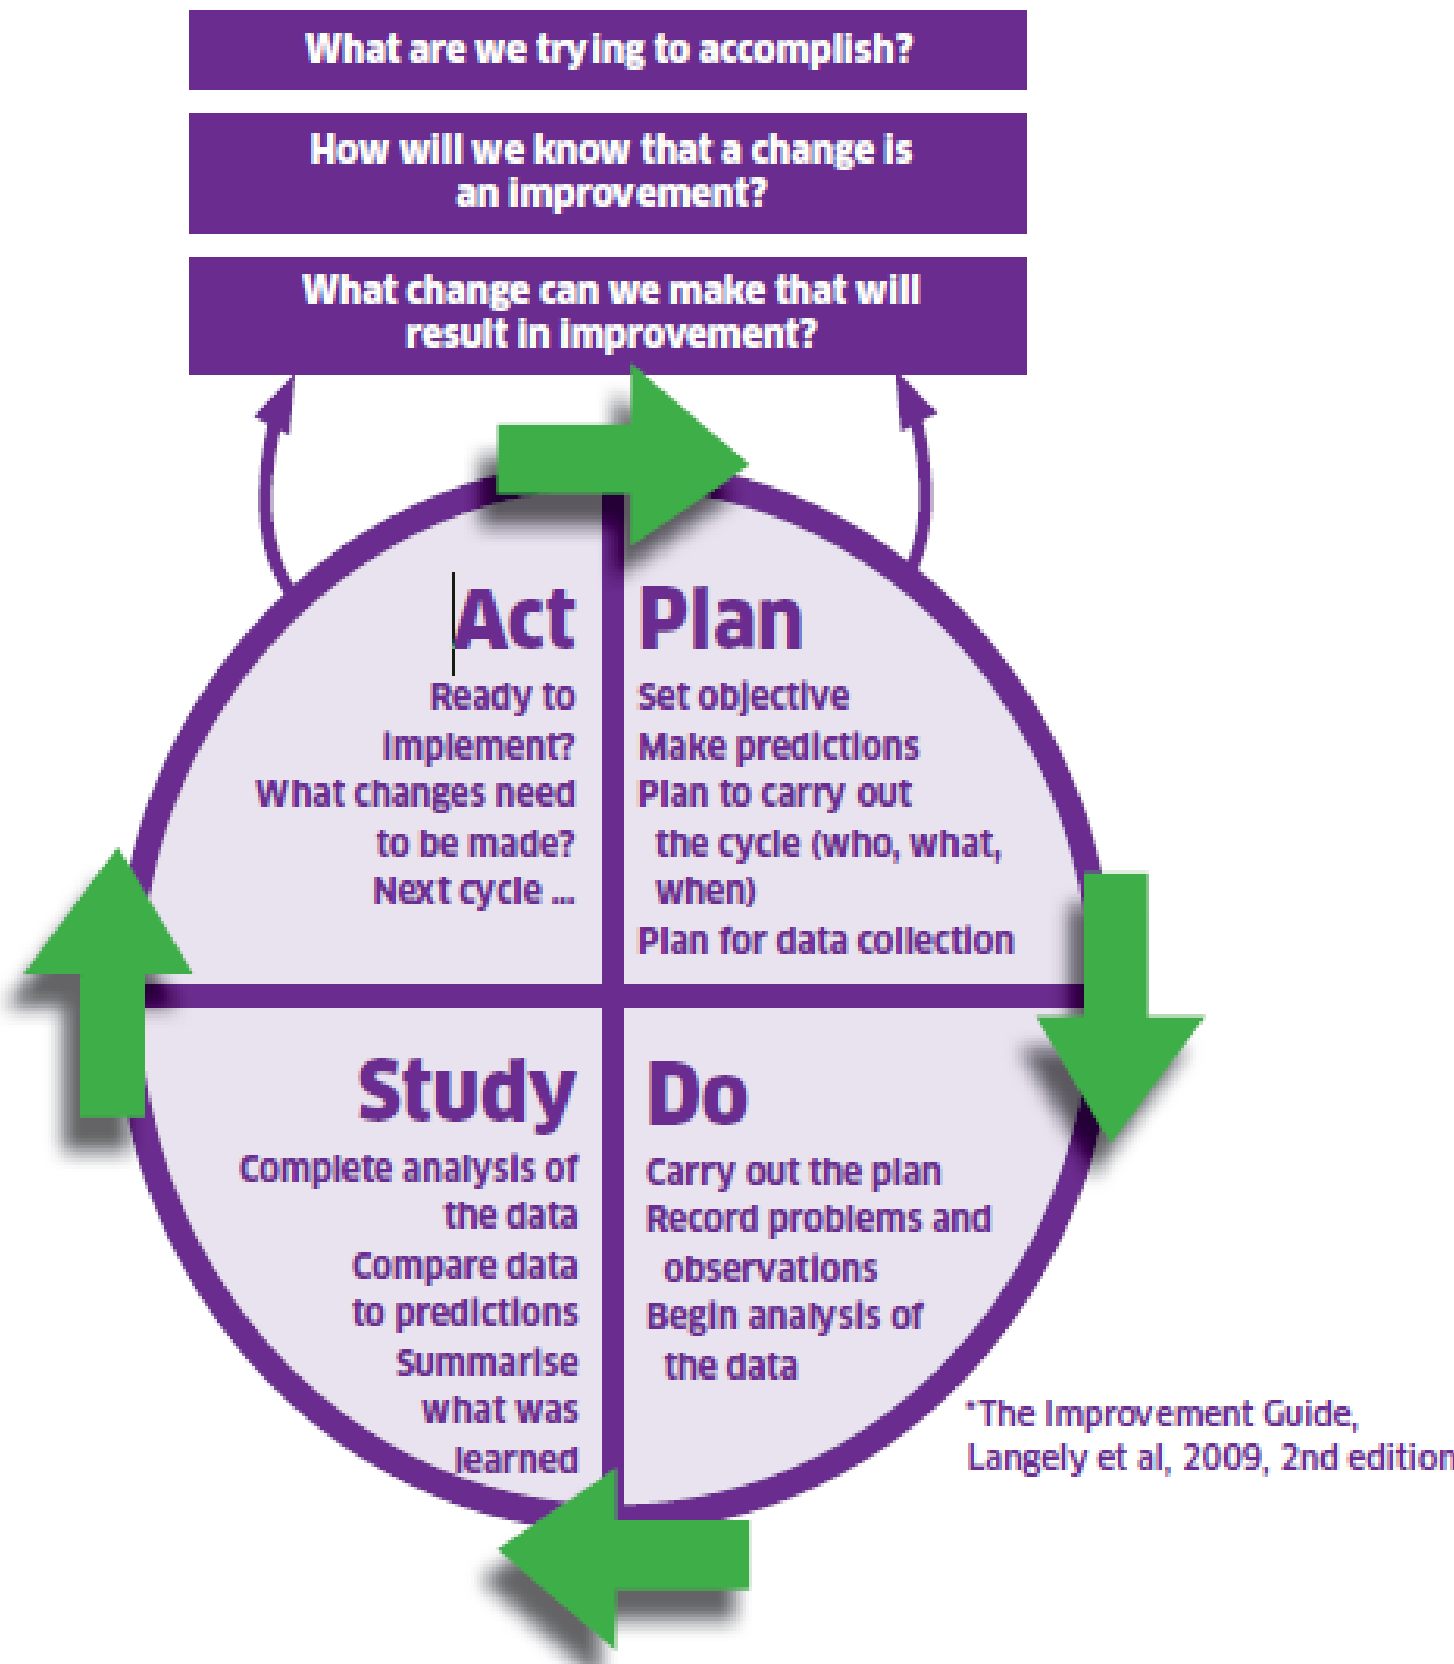 What are we trying to accomplish?
How will we know that a change is
an improvement?
What change can we make that will
result in improvement?
Act
Ready to
implement?
What changes need
to be made?
Next cycle ...
Plan
Set objective
Make predictions
Plan to carry out
the cycle (who, what,
when)
Plan for data collection
Study
Complete analysis of
the data
Compare data
to predictions
Summarise
what was
learned
Do
Carry out the plan
Record problems and
observations
Begin analysis of
the data
*The Improvement Guide,
Langely et al, 2009, 2nd edition